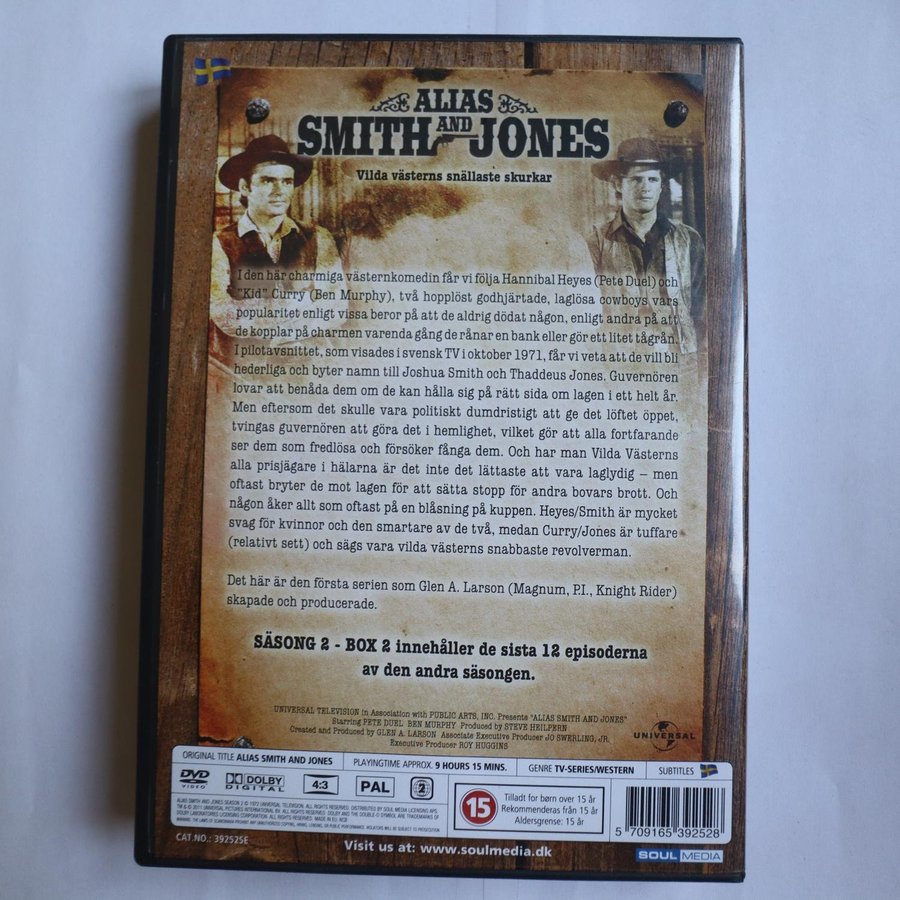 ALIAS
SMITH AND JONES
Vilda västerns snällaste skurkar
I den här charmiga västernkomedin får vi följa Hannibal Heyes (Pete Duel) och
"Kid" Curry (Ben Murphy), två hopplöst godhjärtade, laglösa cowboys vars
popularitet enligt vissa beror på att de aldrig dödat någon, enligt andra på att
de kopplar på charmen varenda gång de rånar en bank eller gör ett litet tågrån.
I pilotavsnittet, som visades i svensk TV i oktober 1971, får vi veta att de vill bli
hederliga och byter namn till Joshua Smith och Thaddeus Jones. Guvernören
lovar att benåda dem om de kan hålla sig på rätt sida om lagen i ett helt år.
Men eftersom det skulle vara politiskt dumdristigt att ge det löftet öppet,
tvingas guvernören att göra det i hemlighet, vilket gör att alla fortfarande
ser dem som fredlösa och försöker fånga dem. Och har man Vilda Västerns
alla prisjägare i hälarna är det inte det lättaste att vara laglydig – men
oftast bryter de mot lagen för att sätta stopp för andra bovars brott. Och
någon åker allt som oftast på en blåsning på kuppen. Heyes/Smith är mycket
svag för kvinnor och den smartare av de två, medan Curry/Jones är tuffare
(relativt sett) och sägs vara vilda västerns snabbaste revolverman.
Det här är den första serien som Glen A. Larson (Magnum, P.I., Knight Rider)
skapade och producerade.
SÄSONG 2 - BOX 2 innehåller de sista 12 episoderna
av den andra säsongen.
UNIVERSAL TELEVISION in Association with PUBLIC ARTS, INC. Presents "ALIAS SMITH AND JONES"
Starring PETE DUEL BEN MURPHY Produced by STEVE HEILPERN
Created and Produced by GLEN A. LARSON Associate Executive Producer JO SWERLING, JR.
Executive Producer ROY HUGGINS
UNIVERSAL
ORIGINAL TITLE ALIAS SMITH AND JONES PLAYINGTIME APPROX. 9 HOURS 15 MINS. GENRE TV-SERIES/WESTERN SUBTITLES
DVD VIDEO DOLBY DIGITAL 4:3 PAL 2
15 Tilladt for børn over 15 år
Rekommenderas från 15 år
Aldersgrense: 15 år
5 709165 392528
CAT.NO.: 392525E
Visit us at: www.soulmedia.dk
SOUL MEDIA